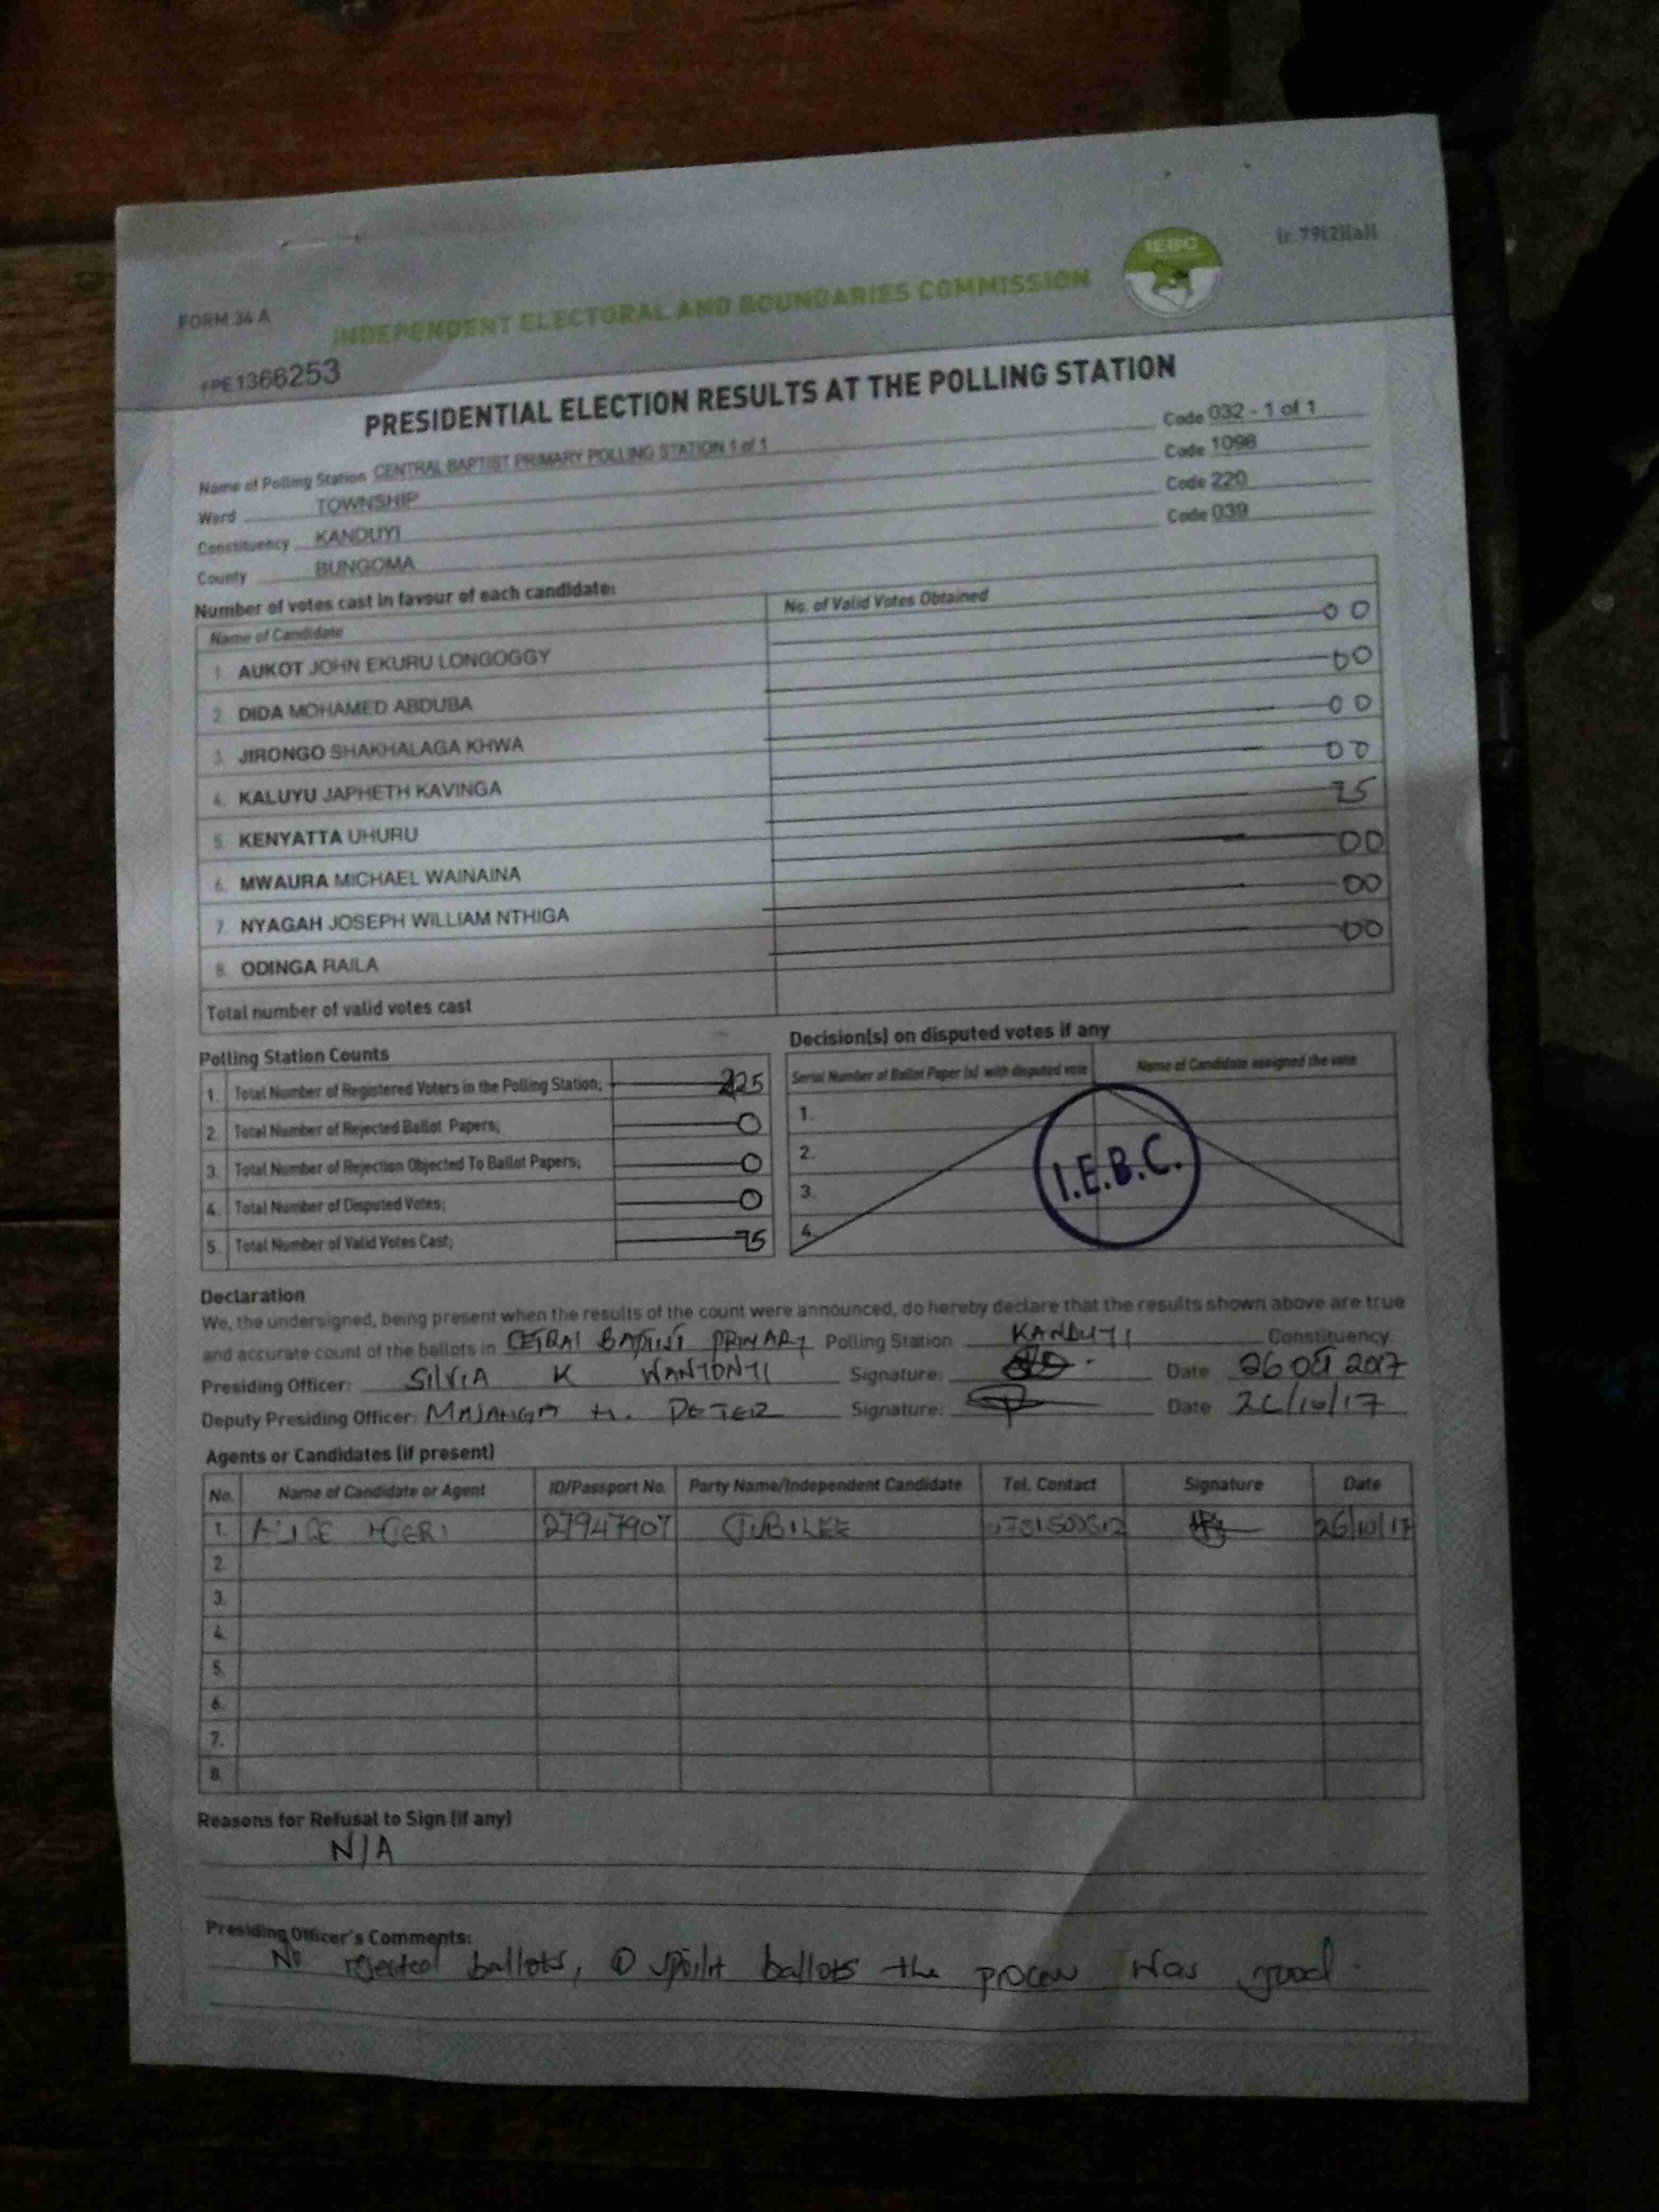 IEBC
(r.79(2)(a))
FORM 34 A
INDEPENDENT ELECTORAL AND BOUNDARIES COMMISSION
FPE1366253
PRESIDENTIAL ELECTION RESULTS AT THE POLLING STATION
Name of Polling Station CENTRAL BAPTIST PRIMARY POLLING STATION 1 of 1 Code 032 - 1 of 1
Ward TOWNSHIP Code 1098
Constituency KANDUYI Code 220
County BUNGOMA Code 039
Number of votes cast in favour of each candidate:
Name of Candidate No. of Valid Votes Obtained
1. AUKOT JOHN EKURU LONGOGGY 00
2. DIDA MOHAMED ABDUBA 00
3. JIRONGO SHAKHALAGA KHWA 00
4. KALUYU JAPHETH KAVINGA 00
5. KENYATTA UHURU 75
6. MWAURA MICHAEL WAINAINA 00
7. NYAGAH JOSEPH WILLIAM NTHIGA 00
8. ODINGA RAILA 00
Total number of valid votes cast
Polling Station Counts
1. Total Number of Registered Voters in the Polling Station; 225
2. Total Number of Rejected Ballot Papers; 0
3. Total Number of Rejection Objected To Ballot Papers; 0
4. Total Number of Disputed Votes; 0
5. Total Number of Valid Votes Cast; 75
Decision(s) on disputed votes if any
Serial Number of Ballot Paper (s) with disputed vote Name of Candidate assigned the vote
1.
2.
3.
4.
I.E.B.C.
Declaration
We, the undersigned, being present when the results of the count were announced, do hereby declare that the results shown above are true
and accurate count of the ballots in CETRAL BAPTIST PRIMARY Polling Station KANDUYI Constituency
Presiding Officer: SILVIA K WANYONYI Signature: Date 26 Oct 2017
Deputy Presiding Officer: H. PETER Signature: Date 26/10/17
Agents or Candidates (if present)
No. Name of Candidate or Agent ID/Passport No. Party Name/Independent Candidate Tel. Contact Signature Date
1. ALICE 27947907 JUBILEE 26/10/17
2.
3.
4.
5.
6.
7.
8.
Reasons for Refusal to Sign (if any)
N/A
Presiding Officer's Comments:
No rejected ballots, 0 spoilt ballots the process was good.